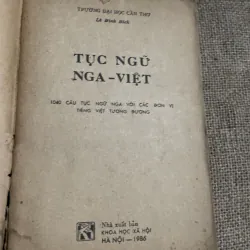 TRƯỜNG ĐẠI HỌC CẦN THƠ
TỤC NGỮ
NGA-VIỆT
1040 CÂU TỤC NGỮ NGA VỚI CÁC ĐƠN VỊ
TIẾNG VIỆT TƯƠNG ĐƯƠNG
Nhà xuất bản
KHOA HỌC XÃ HỘI
HÀ NỘI - 1986